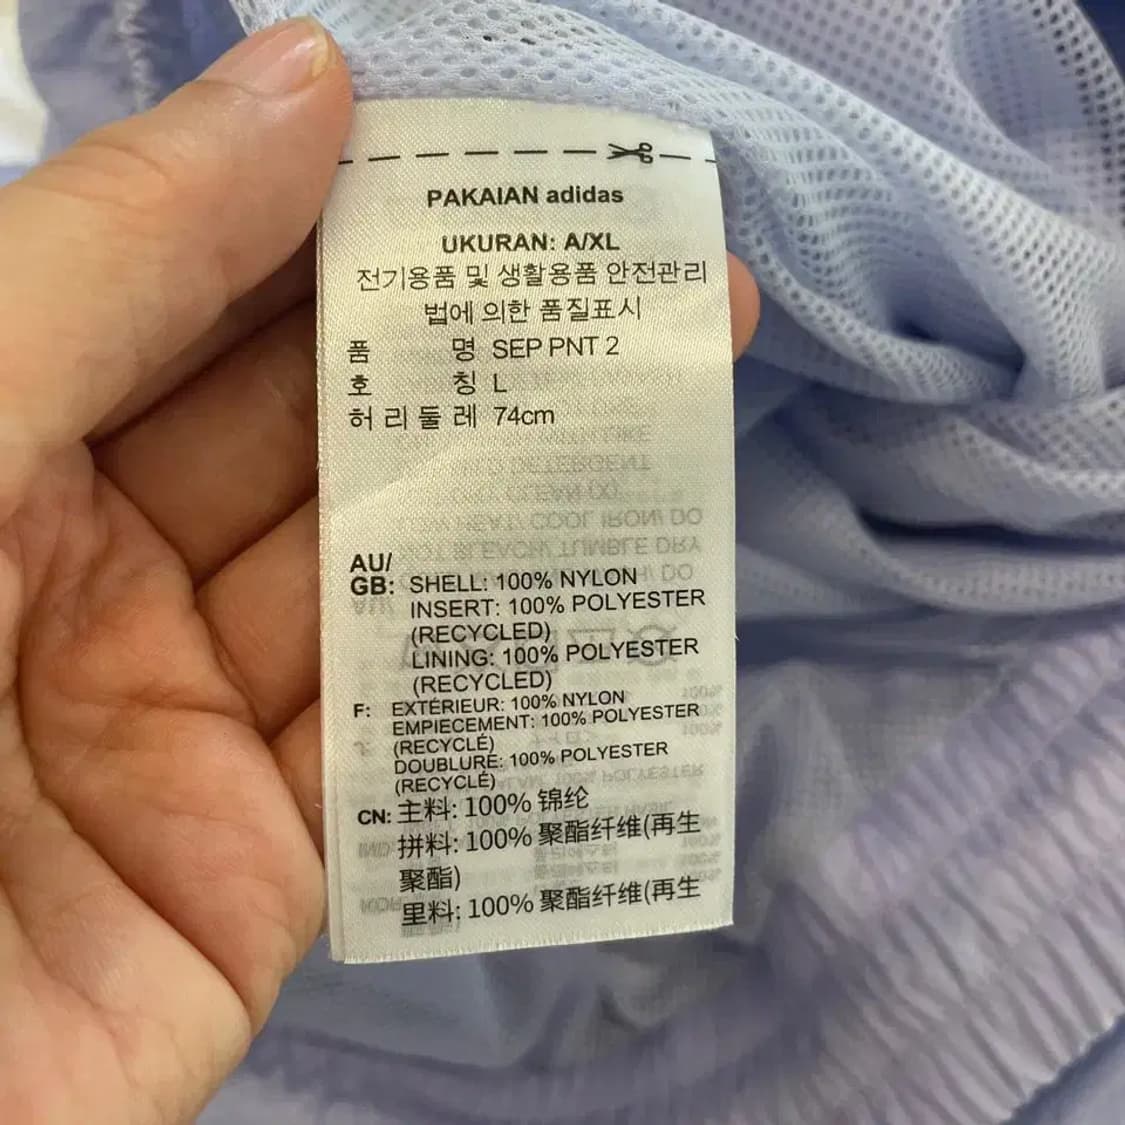 PAKAIAN adidas
UKURAN: A/XL
전기용품 및 생활용품 안전관리
법에 의한 품질표시
품 명 SEP PNT 2
호 칭 L
허 리 둘 레 74cm
AU/
GB: SHELL: 100% NYLON
INSERT: 100% POLYESTER
(RECYCLED)
LINING: 100% POLYESTER
(RECYCLED)
F: EXTÉRIEUR: 100% NYLON
EMPIECEMENT: 100% POLYESTER
(RECYCLÉ)
DOUBLURE: 100% POLYESTER
(RECYCLÉ)
CN: 主料: 100% 锦纶
拼料: 100% 聚酯纤维(再生
聚酯)
里料: 100% 聚酯纤维(再生